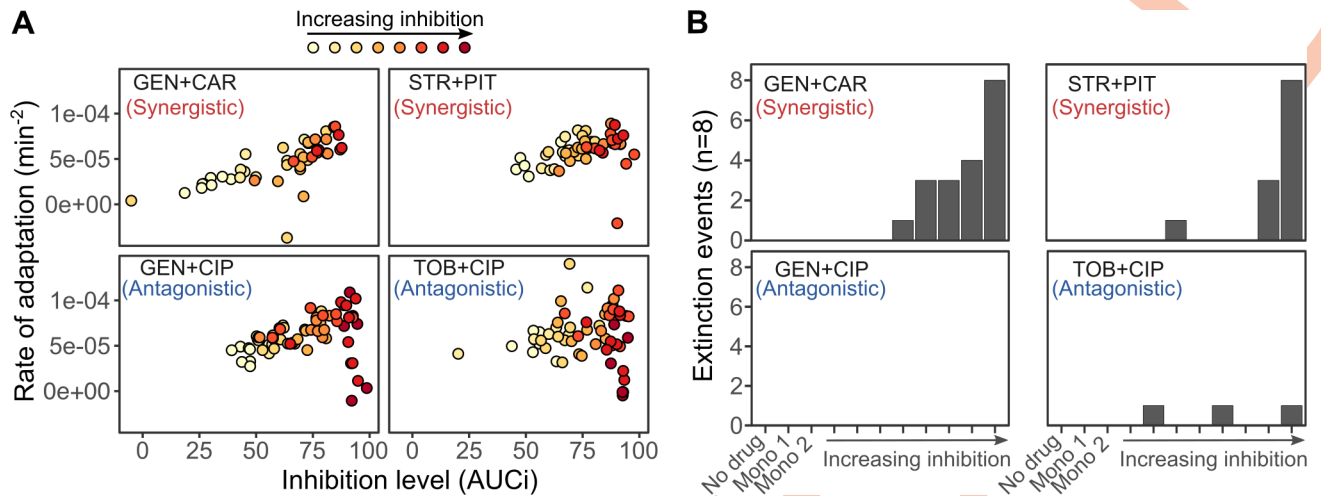 A
Increasing inhibition
GEN+CAR
(Synergistic)
STR+PIT
(Synergistic)
GEN+CIP
(Antagonistic)
TOB+CIP
(Antagonistic)
Rate of adaptation (min⁻²)
1e-04
5e-05
0e+00
1e-04
5e-05
0e+00
0 25 50 75 100
0 25 50 75 100
Inhibition level (AUCi)
B
GEN+CAR
(Synergistic)
STR+PIT
(Synergistic)
GEN+CIP
(Antagonistic)
TOB+CIP
(Antagonistic)
Extinction events (n=8)
8
6
4
2
0
8
6
4
2
0
No drug
Mono 1
Mono 2
Increasing inhibition
No drug
Mono 1
Mono 2
Increasing inhibition